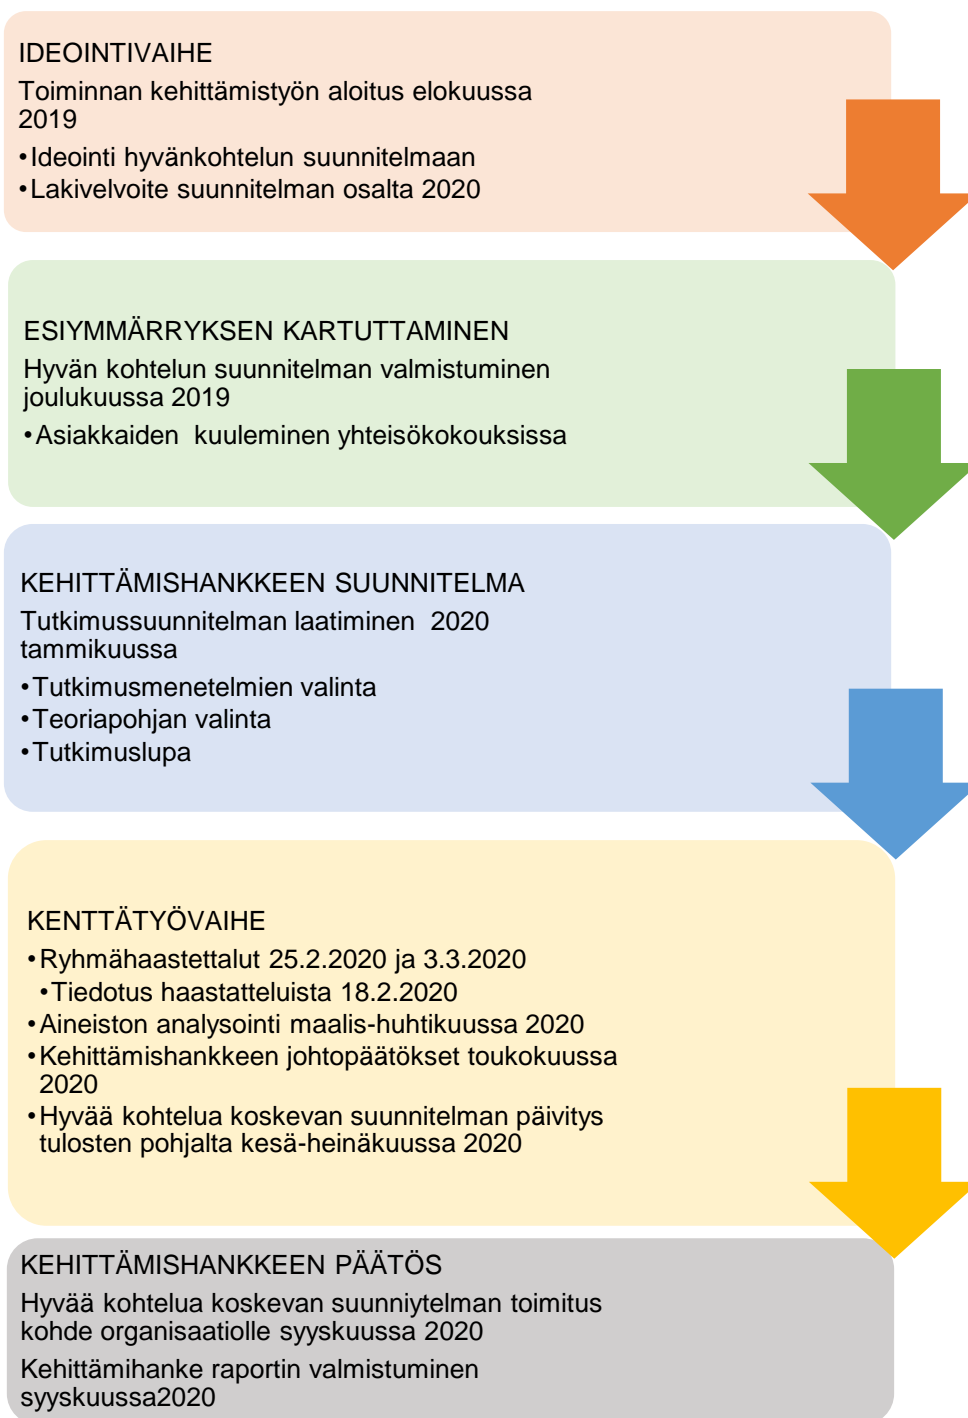 IDEOINTIVAIHE
Toiminnan kehittämistyön aloitus elokuussa
2019
•Ideointi hyvänkohtelun suunnitelmaan
•Lakivelvoite suunnitelman osalta 2020
ESIYMMÄRRYKSEN KARTUTTAMINEN
Hyvän kohtelun suunnitelman valmistuminen
joulukuussa 2019
•Asiakkaiden kuuleminen yhteisökokouksissa
KEHITTÄMISHANKKEEN SUUNNITELMA
Tutkimussuunnitelman laatiminen 2020
tammikuussa
•Tutkimusmenetelmien valinta
•Teoriapohjan valinta
•Tutkimuslupa
KENTTÄTYÖVAIHE
•Ryhmähaastettalut 25.2.2020 ja 3.3.2020
•Tiedotus haastatteluista 18.2.2020
•Aineiston analysointi maalis-huhtikuussa 2020
•Kehittämishankkeen johtopäätökset toukokuussa
2020
•Hyvää kohtelua koskevan suunnitelman päivitys
tulosten pohjalta kesä-heinäkuussa 2020
KEHITTÄMISHANKKEEN PÄÄTÖS
Hyvää kohtelua koskevan suunniytelman toimitus
kohde organisaatiolle syyskuussa 2020
Kehittämihanke raportin valmistuminen
syyskuussa2020